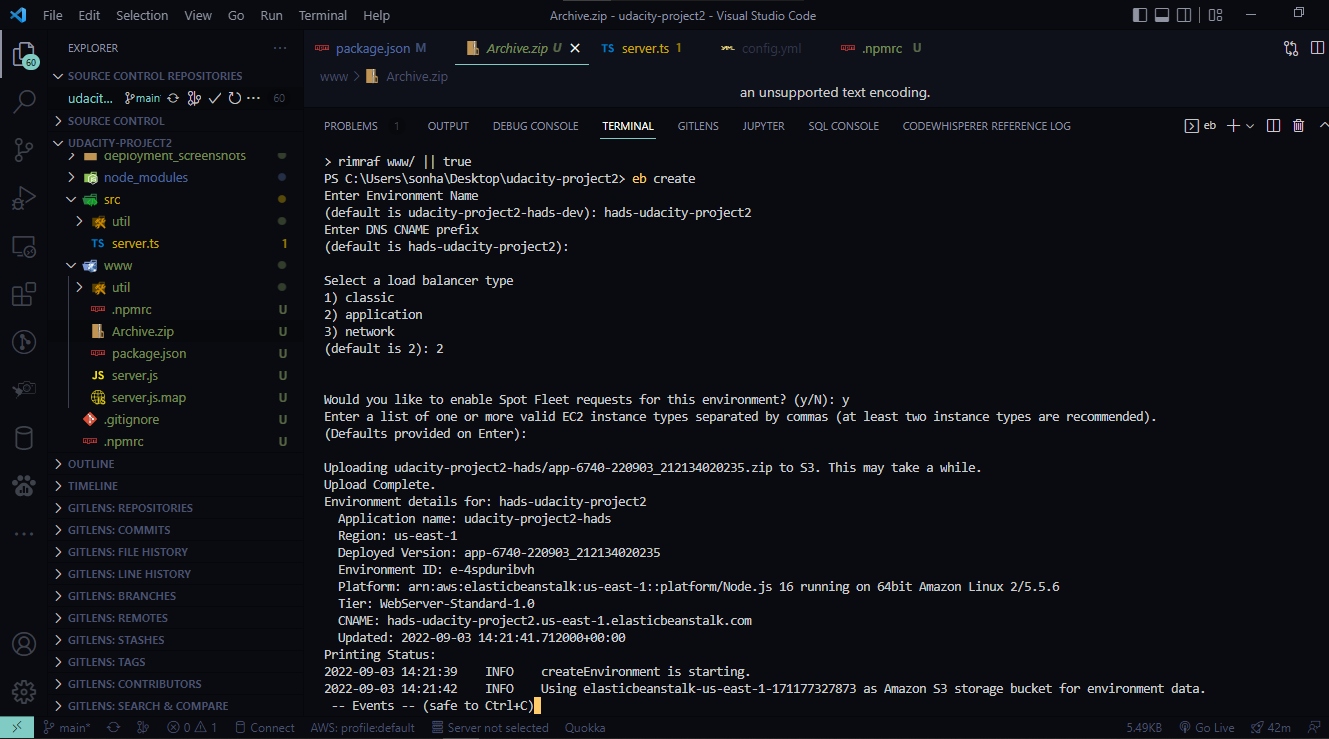 File Edit Selection View Go Run Terminal Help
Archive.zip - udacity-project2 - Visual Studio Code
EXPLORER
60
SOURCE CONTROL REPOSITORIES
udacit... main 60
SOURCE CONTROL
UDACITY-PROJECT2
deployment_screenshots
node_modules
src
util
TS server.ts 1
www
util
.npmrc U
Archive.zip U
package.json U
JS server.js U
server.js.map U
.gitignore U
.npmrc U
OUTLINE
TIMELINE
GITLENS: REPOSITORIES
GITLENS: COMMITS
GITLENS: FILE HISTORY
GITLENS: LINE HISTORY
GITLENS: BRANCHES
GITLENS: REMOTES
GITLENS: STASHES
GITLENS: TAGS
GITLENS: CONTRIBUTORS
GITLENS: SEARCH & COMPARE
package.json M Archive.zip U TS server.ts 1 config.yml .npmrc U
www > Archive.zip
an unsupported text encoding.
PROBLEMS 1 OUTPUT DEBUG CONSOLE TERMINAL GITLENS JUPYTER SQL CONSOLE CODEWHISPERER REFERENCE LOG
eb
> rimraf www/ || true
PS C:\Users\sonha\Desktop\udacity-project2> eb create
Enter Environment Name
(default is udacity-project2-hads-dev): hads-udacity-project2
Enter DNS CNAME prefix
(default is hads-udacity-project2):
Select a load balancer type
1) classic
2) application
3) network
(default is 2): 2
Would you like to enable Spot Fleet requests for this environment? (y/N): y
Enter a list of one or more valid EC2 instance types separated by commas (at least two instance types are recommended).
(Defaults provided on Enter):
Uploading udacity-project2-hads/app-6740-220903_212134020235.zip to S3. This may take a while.
Upload Complete.
Environment details for: hads-udacity-project2
Application name: udacity-project2-hads
Region: us-east-1
Deployed Version: app-6740-220903_212134020235
Environment ID: e-4spduribvh
Platform: arn:aws:elasticbeanstalk:us-east-1::platform/Node.js 16 running on 64bit Amazon Linux 2/5.5.6
Tier: WebServer-Standard-1.0
CNAME: hads-udacity-project2.us-east-1.elasticbeanstalk.com
Updated: 2022-09-03 14:21:41.712000+00:00
Printing Status:
2022-09-03 14:21:39 INFO createEnvironment is starting.
2022-09-03 14:21:42 INFO Using elasticbeanstalk-us-east-1-171177327873 as Amazon S3 storage bucket for environment data.
-- Events -- (safe to Ctrl+C)
main* 0 1 Connect AWS: profile:default Server not selected Quokka 5.49KB Go Live 42m